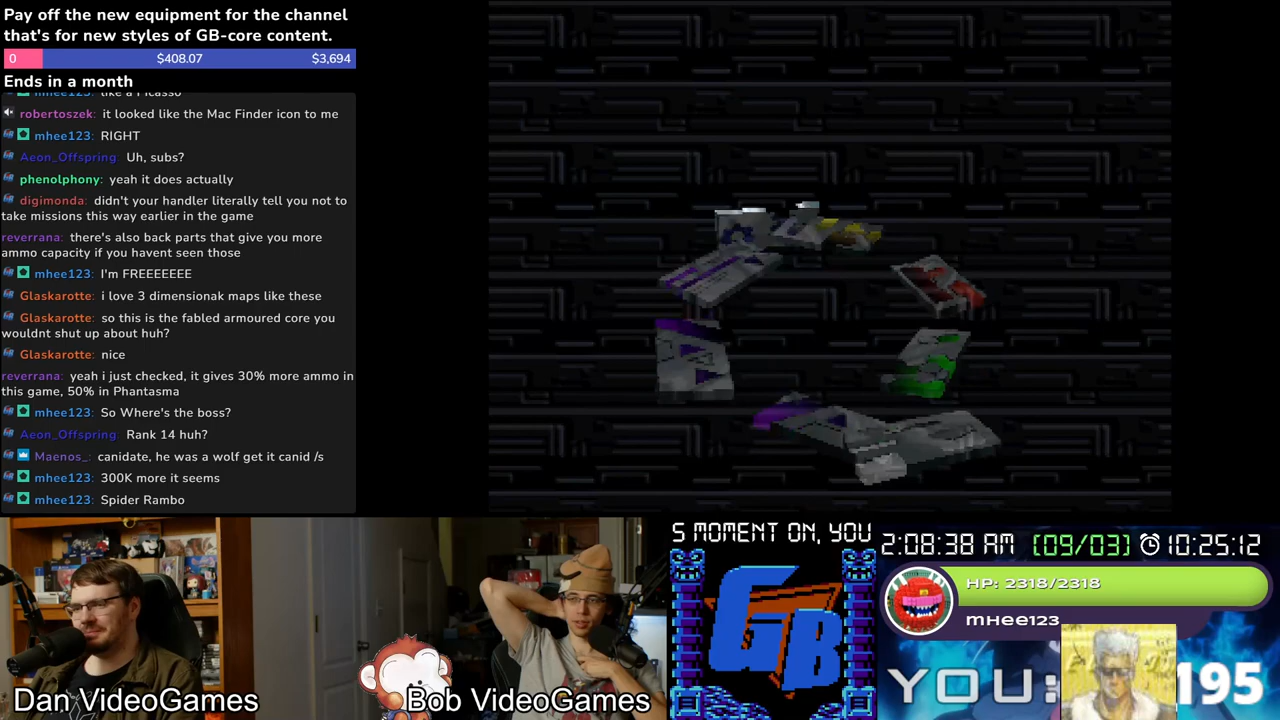 Pay off the new equipment for the channel
that's for new styles of GB-core content.
0 $408.07 $3,694
Ends in a month
mhee123: like a Picasso
robertoszek: it looked like the Mac Finder icon to me
mhee123: RIGHT
Aeon_Offspring: Uh, subs?
phenolphony: yeah it does actually
digimonda: didn't your handler literally tell you not to
take missions this way earlier in the game
reverrana: there's also back parts that give you more
ammo capacity if you havent seen those
mhee123: I'm FREEEEEEE
Glaskarotte: i love 3 dimensionak maps like these
Glaskarotte: so this is the fabled armoured core you
wouldnt shut up about huh?
Glaskarotte: nice
reverrana: yeah i just checked, it gives 30% more ammo in
this game, 50% in Phantasma
mhee123: So Where's the boss?
Aeon_Offspring: Rank 14 huh?
Maenos_: canidate, he was a wolf get it canid /s
mhee123: 300K more it seems
mhee123: Spider Rambo
Dan VideoGames
Bob VideoGames
S MOMENT ON, YOU
GB
2:08:38 AM [09/03] 10:25:12
HP: 2318/2318
mHee123
YOU: 195